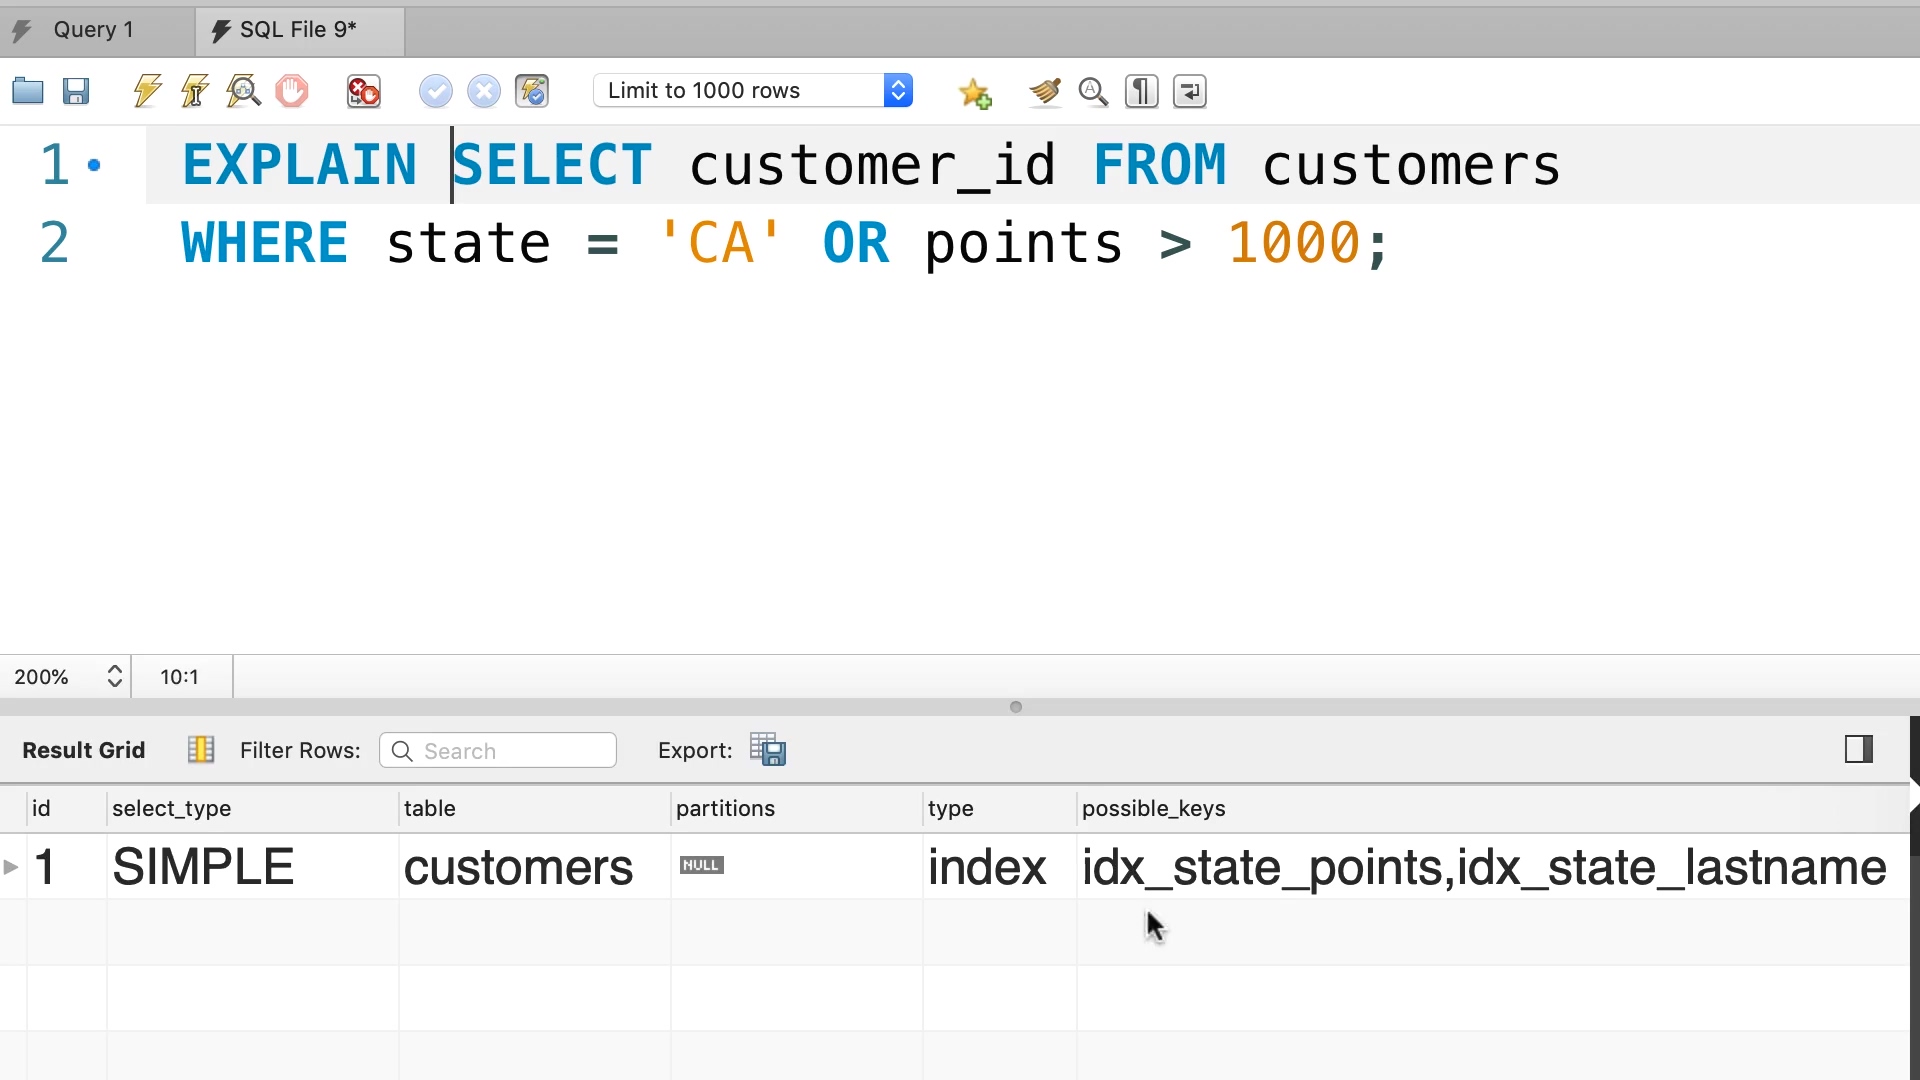 Query 1
SQL File 9*
Limit to 1000 rows
1 EXPLAIN SELECT customer_id FROM customers
2 WHERE state = 'CA' OR points > 1000;
200% 10:1
Result Grid Filter Rows: Search Export:
id select_type table partitions type possible_keys
1 SIMPLE customers NULL index idx_state_points,idx_state_lastname